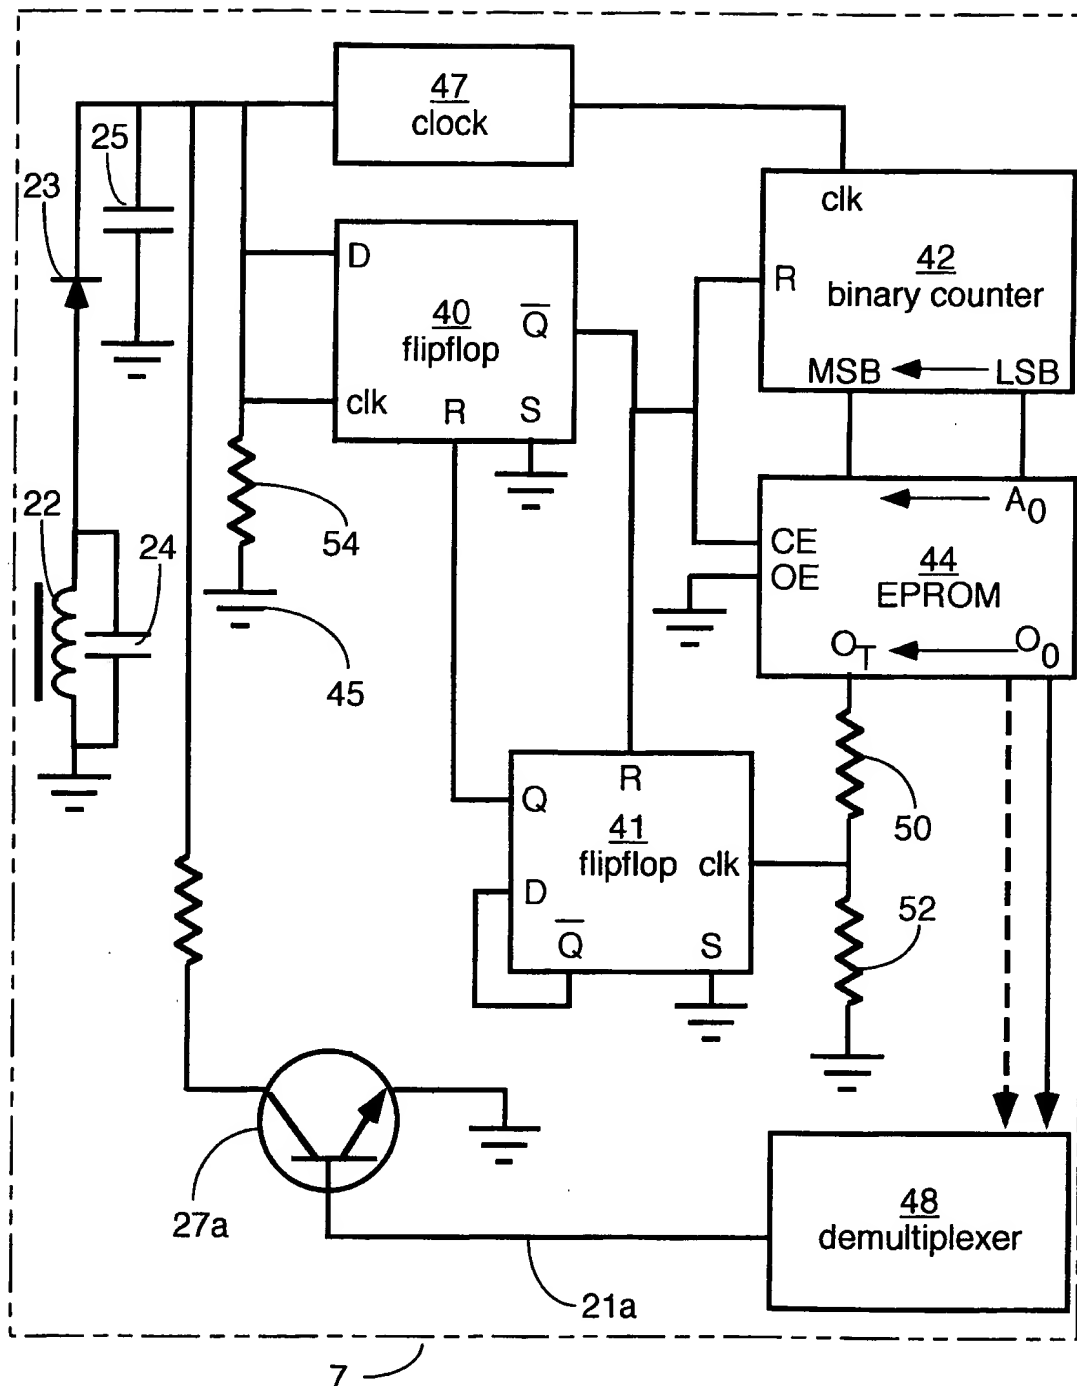 47
clock
25
23
clk
42
R
binary counter
MSB
LSB
D
40
Q
flipflop
clk
R
S
A0
22
24
54
CE
OE
44
EPROM
OT
O0
45
R
Q
41
flipflop
clk
D
Q
S
50
52
27a
48
demultiplexer
21a
7